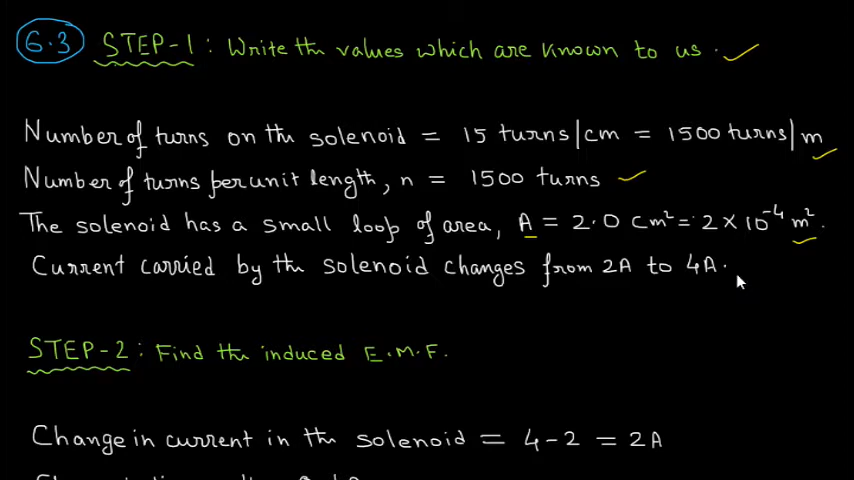 6.3 STEP-1: Write the values which are known to us.
Number of turns on the solenoid = 15 turns/cm = 1500 turns/m
Number of turns per unit length, n = 1500 turns
The solenoid has a small loop of area, A = 2.0 cm² = 2 × 10⁻⁴ m².
Current carried by the solenoid changes from 2A to 4A.
STEP-2: Find the induced E.M.F.
Change in current in the solenoid = 4-2 = 2A